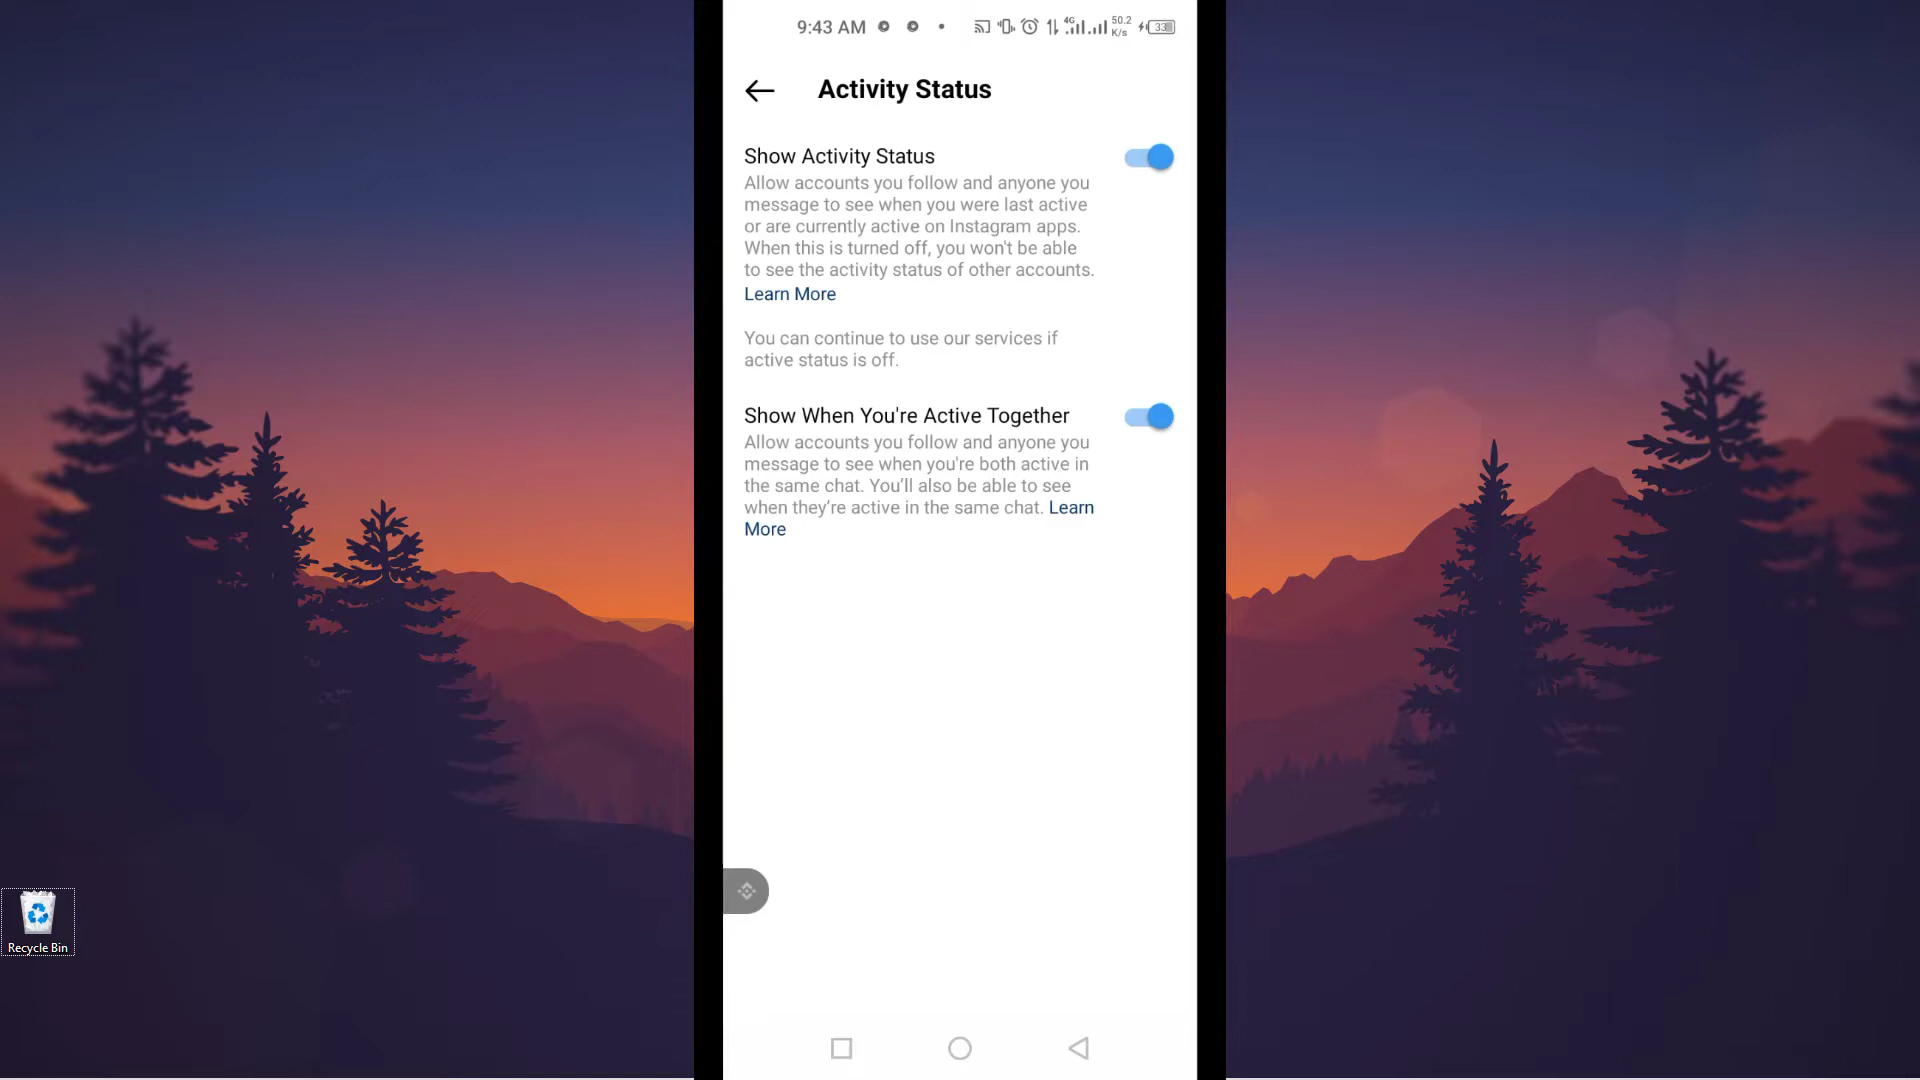 9:43 AM
4G
50.2
K/s
33
Activity Status
Show Activity Status
Allow accounts you follow and anyone you
message to see when you were last active
or are currently active on Instagram apps.
When this is turned off, you won't be able
to see the activity status of other accounts.
Learn More
You can continue to use our services if
active status is off.
Show When You're Active Together
Allow accounts you follow and anyone you
message to see when you're both active in
the same chat. You’ll also be able to see
when they’re active in the same chat. Learn
More
Recycle Bin